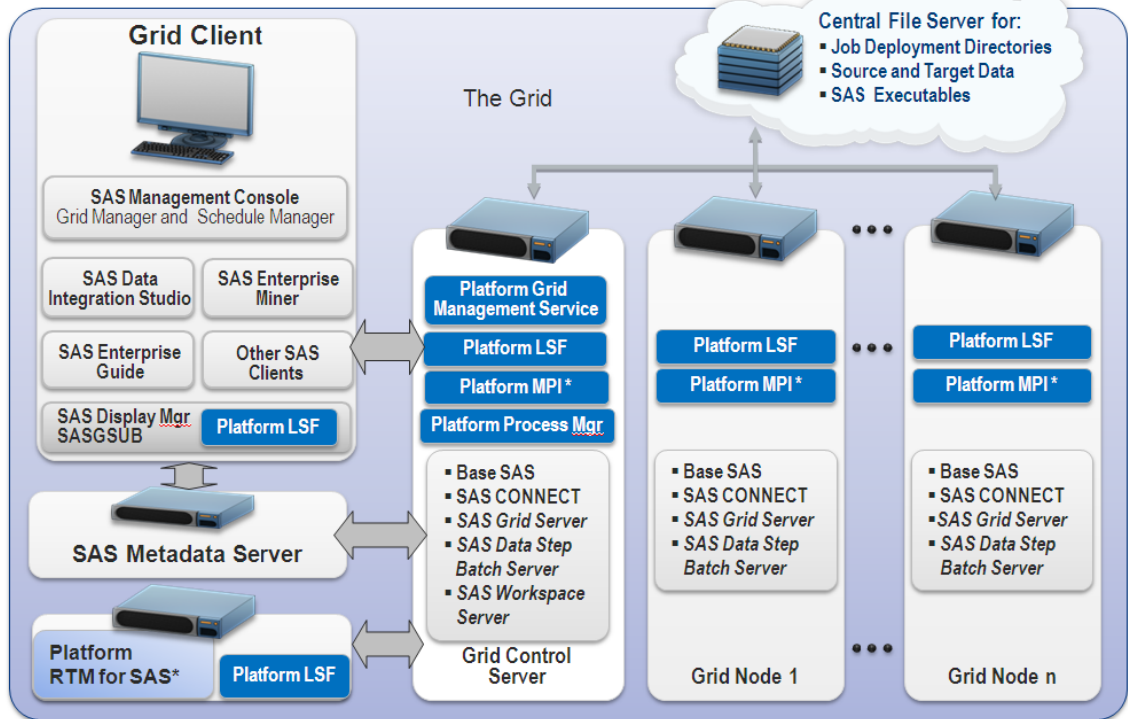 Grid Client
SAS Management Console
Grid Manager and Schedule Manager
SAS Data
Integration Studio
SAS Enterprise
Miner
SAS Enterprise
Guide
Other SAS
Clients
SAS Display Mgr
SASGSUB
Platform LSF
SAS Metadata Server
Platform
RTM for SAS*
Platform LSF
The Grid
Central File Server for:
▪ Job Deployment Directories
▪ Source and Target Data
▪ SAS Executables
Platform Grid
Management Service
Platform LSF
Platform MPI *
Platform Process Mgr
▪ Base SAS
▪ SAS CONNECT
▪ SAS Grid Server
▪ SAS Data Step
Batch Server
▪ SAS Workspace
Server
Grid Control
Server
Platform LSF
Platform MPI *
▪ Base SAS
▪ SAS CONNECT
▪ SAS Grid Server
▪ SAS Data Step
Batch Server
Grid Node 1
Platform LSF
Platform MPI *
▪ Base SAS
▪ SAS CONNECT
▪ SAS Grid Server
▪ SAS Data Step
Batch Server
Grid Node n